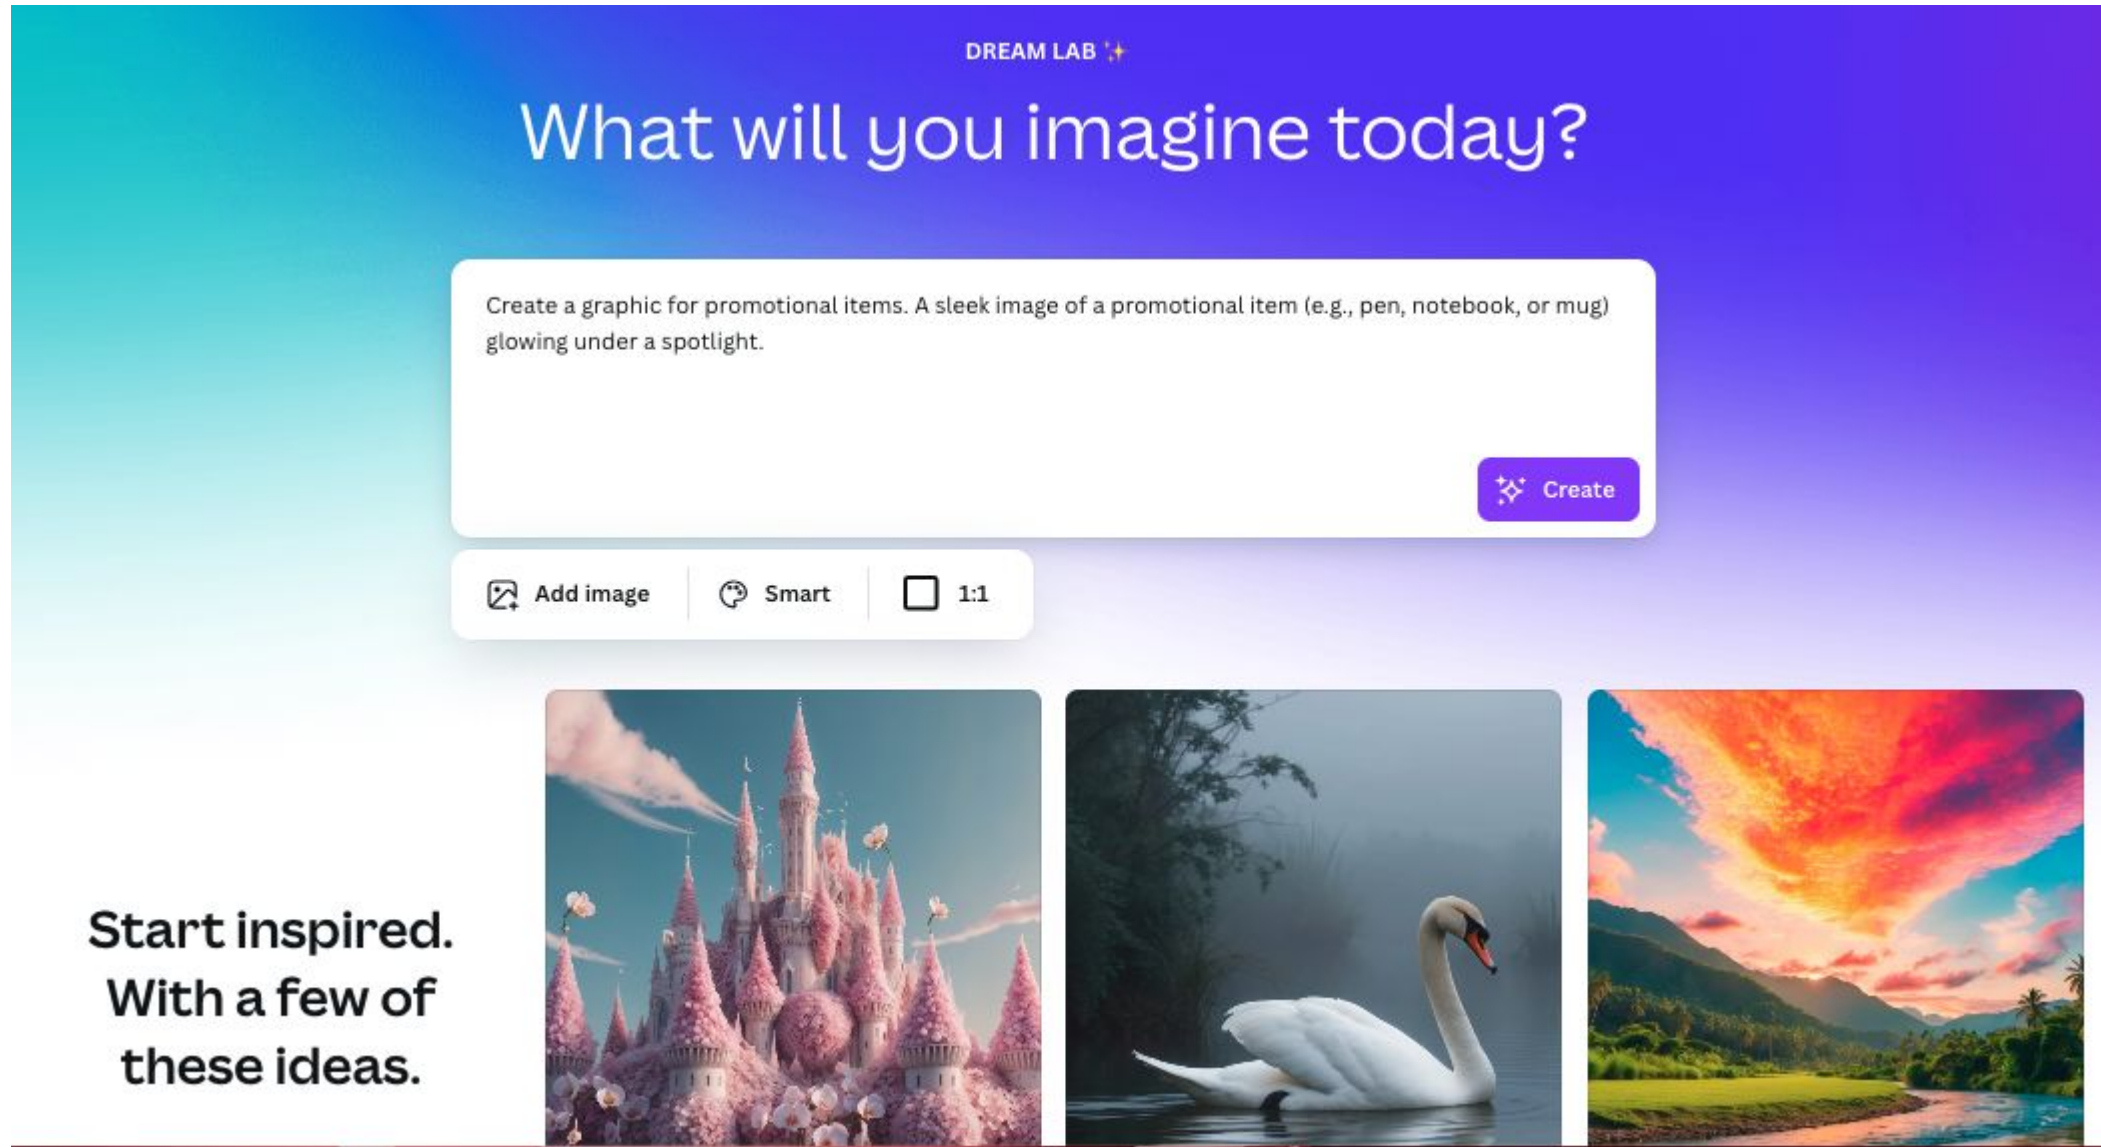 DREAM LAB
What will you imagine today?
Create a graphic for promotional items. A sleek image of a promotional item (e.g., pen, notebook, or mug)
glowing under a spotlight.
Create
Add image
Smart
1:1
Start inspired.
With a few of
these ideas.